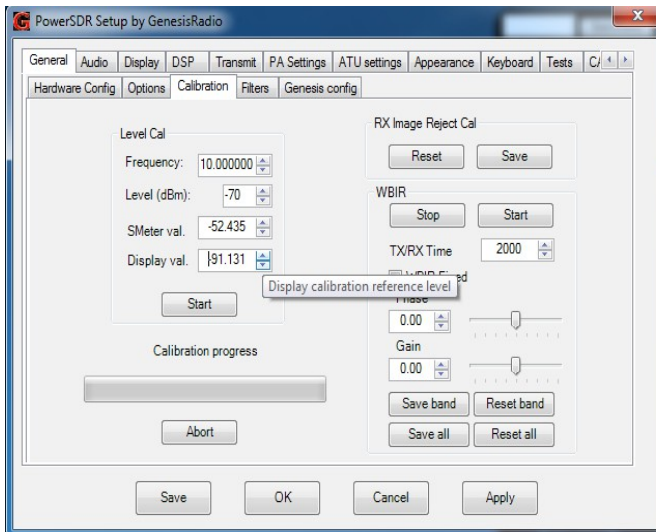 G PowerSDR Setup by GenesisRadio X
General Audio Display DSP Transmit PA Settings ATU settings Appearance Keyboard Tests
Hardware Config Options Calibration Filters Genesis config
Level Cal
Frequency: 10.000000
Level (dBm): -70
SMeter val. -52.435
Display val. -91.131
Display calibration reference level
Start
Calibration progress
Abort
RX Image Reject Cal
Reset Save
WBIR
Stop Start
TX/RX Time 2000
WBIR Fixed
Phase
0.00
Gain
0.00
Save band Reset band
Save all Reset all
Save OK Cancel Apply